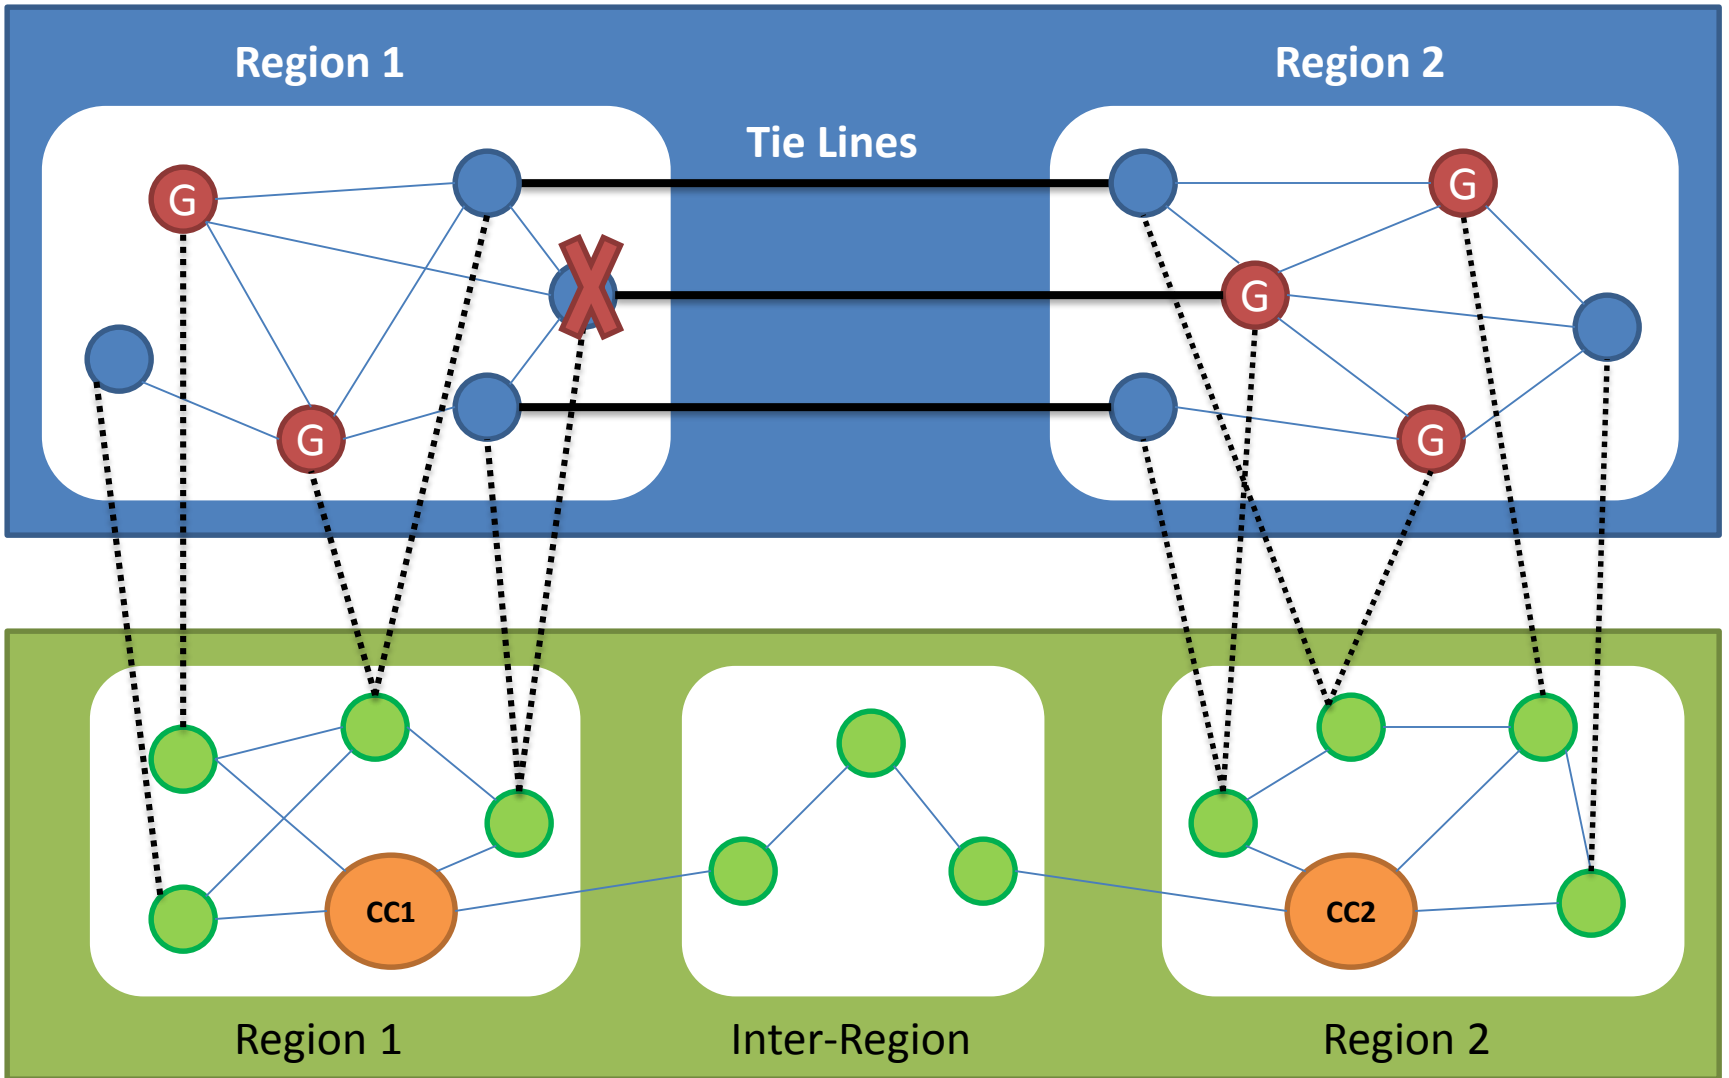 Region 1
Region 2
Tie Lines
G
G
G
G
G
CC1
CC2
Region 1
Inter-Region
Region 2